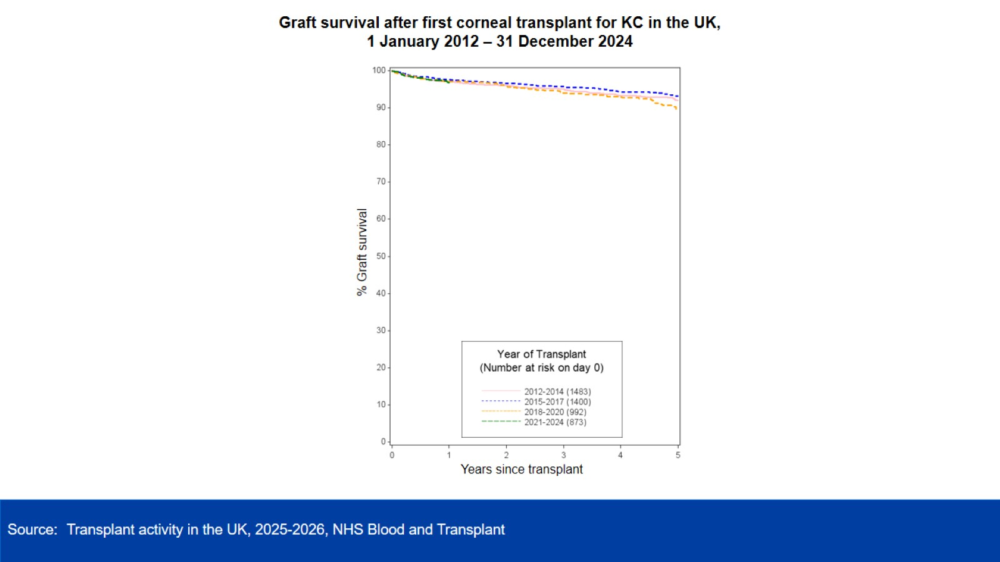 Graft survival after first corneal transplant for KC in the UK,
1 January 2012 – 31 December 2024
100
90
80
70
60
50
40
30
20
10
0
% Graft survival
Year of Transplant
(Number at risk on day 0)
2012-2014 (1483)
2015-2017 (1400)
2018-2020 (992)
2021-2024 (873)
0 1 2 3 4 5
Years since transplant
Source: Transplant activity in the UK, 2025-2026, NHS Blood and Transplant